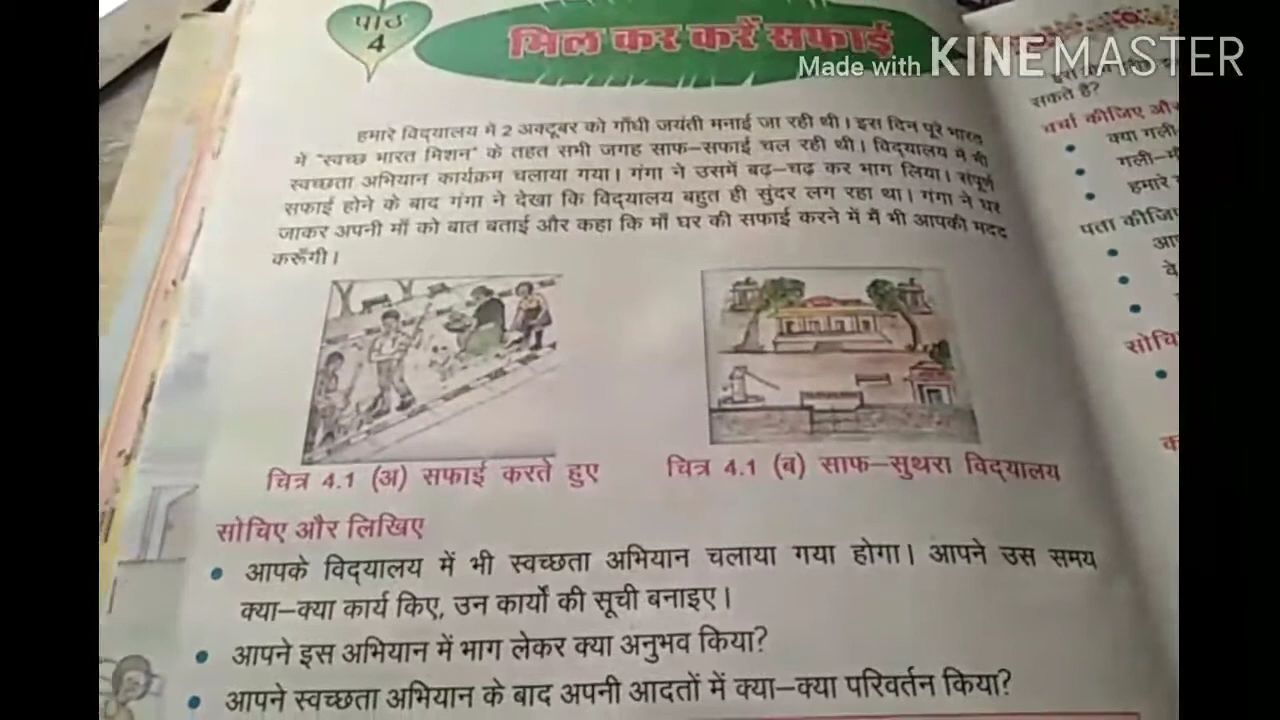 पाठ
4
मिल कर करें सफाई
Made with KINEMASTER
हमारे विद्यालय में 2 अक्टूबर को गाँधी जयंती मनाई जा रही थी। इस दिन पूरे भारत
में "स्वच्छ भारत मिशन" के तहत सभी जगह साफ-सफाई चल रही थी। विद्यालय में भी
स्वच्छता अभियान कार्यक्रम चलाया गया। गंगा ने उसमें बढ़-चढ़ कर भाग लिया। संपूर्ण
सफाई होने के बाद गंगा ने देखा कि विद्यालय बहुत ही सुंदर लग रहा था। गंगा ने घर
जाकर अपनी माँ को बात बताई और कहा कि माँ घर की सफाई करने में मैं भी आपकी मदद
करूँगी।
चित्र 4.1 (अ) सफाई करते हुए
चित्र 4.1 (ब) साफ-सुथरा विद्यालय
सोचिए और लिखिए
• आपके विद्यालय में भी स्वच्छता अभियान चलाया गया होगा। आपने उस समय
क्या-क्या कार्य किए, उन कार्यों की सूची बनाइए।
• आपने इस अभियान में भाग लेकर क्या अनुभव किया?
• आपने स्वच्छता अभियान के बाद अपनी आदतों में क्या-क्या परिवर्तन किया?
सकते है?
चर्चा कीजिए और
• क्या गली
• गली-
• हमारे
पता कीजि